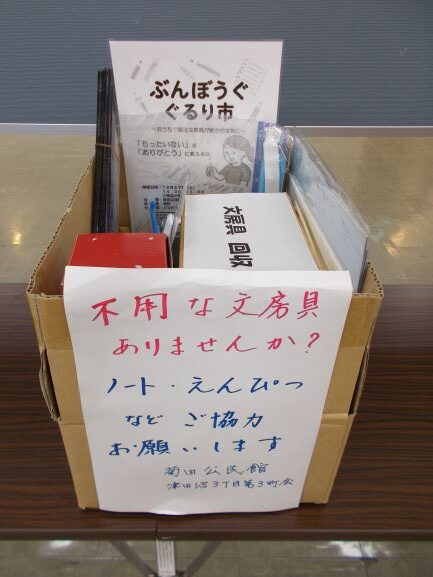 ぶんぼうぐ
ぐるり市
「もったいない」を
「ありがとう」に変えるの
文房具 回収
不用な文房具
ありませんか?
ノート・えんぴつ
など ご協力
お願いします
菊田公民館
津田沼3丁目第3町会